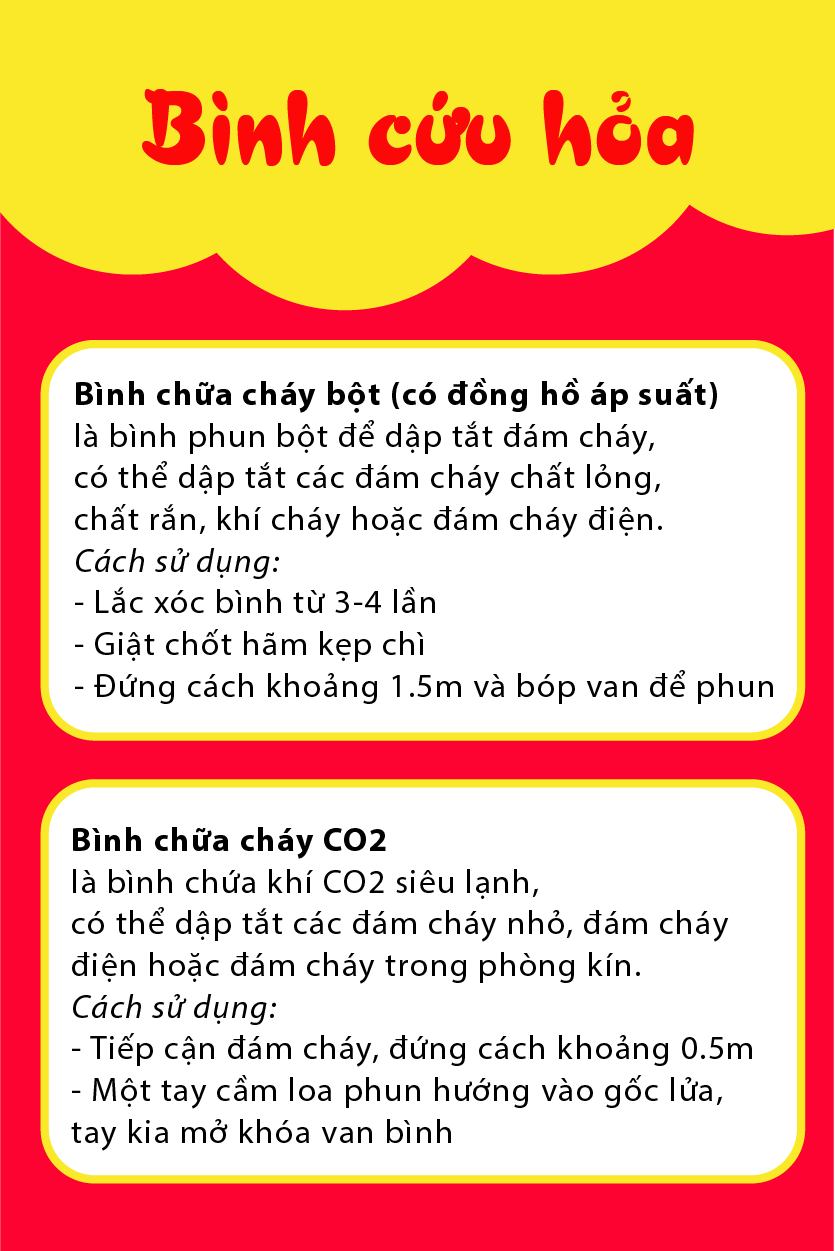 Bình cứu hỏa
Bình chữa cháy bột (có đồng hồ áp suất)
là bình phun bột để dập tắt đám cháy,
có thể dập tắt các đám cháy chất lỏng,
chất rắn, khí cháy hoặc đám cháy điện.
Cách sử dụng:
- Lắc xóc bình từ 3-4 lần
- Giật chốt hãm kẹp chì
- Đứng cách khoảng 1.5m và bóp van để phun
Bình chữa cháy CO2
là bình chứa khí CO2 siêu lạnh,
có thể dập tắt các đám cháy nhỏ, đám cháy
điện hoặc đám cháy trong phòng kín.
Cách sử dụng:
- Tiếp cận đám cháy, đứng cách khoảng 0.5m
- Một tay cầm loa phun hướng vào gốc lửa,
tay kia mở khóa van bình